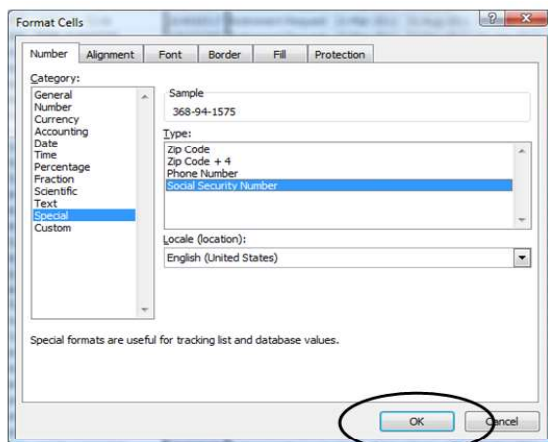 Format Cells
Number Alignment Font Border Fill Protection
Category:
General
Number
Currency
Accounting
Date
Time
Percentage
Fraction
Scientific
Text
Special
Custom
Sample
368-94-1575
Type:
Zip Code
Zip Code + 4
Phone Number
Social Security Number
Locale (location):
English (United States)
Special formats are useful for tracking list and database values.
OK Cancel